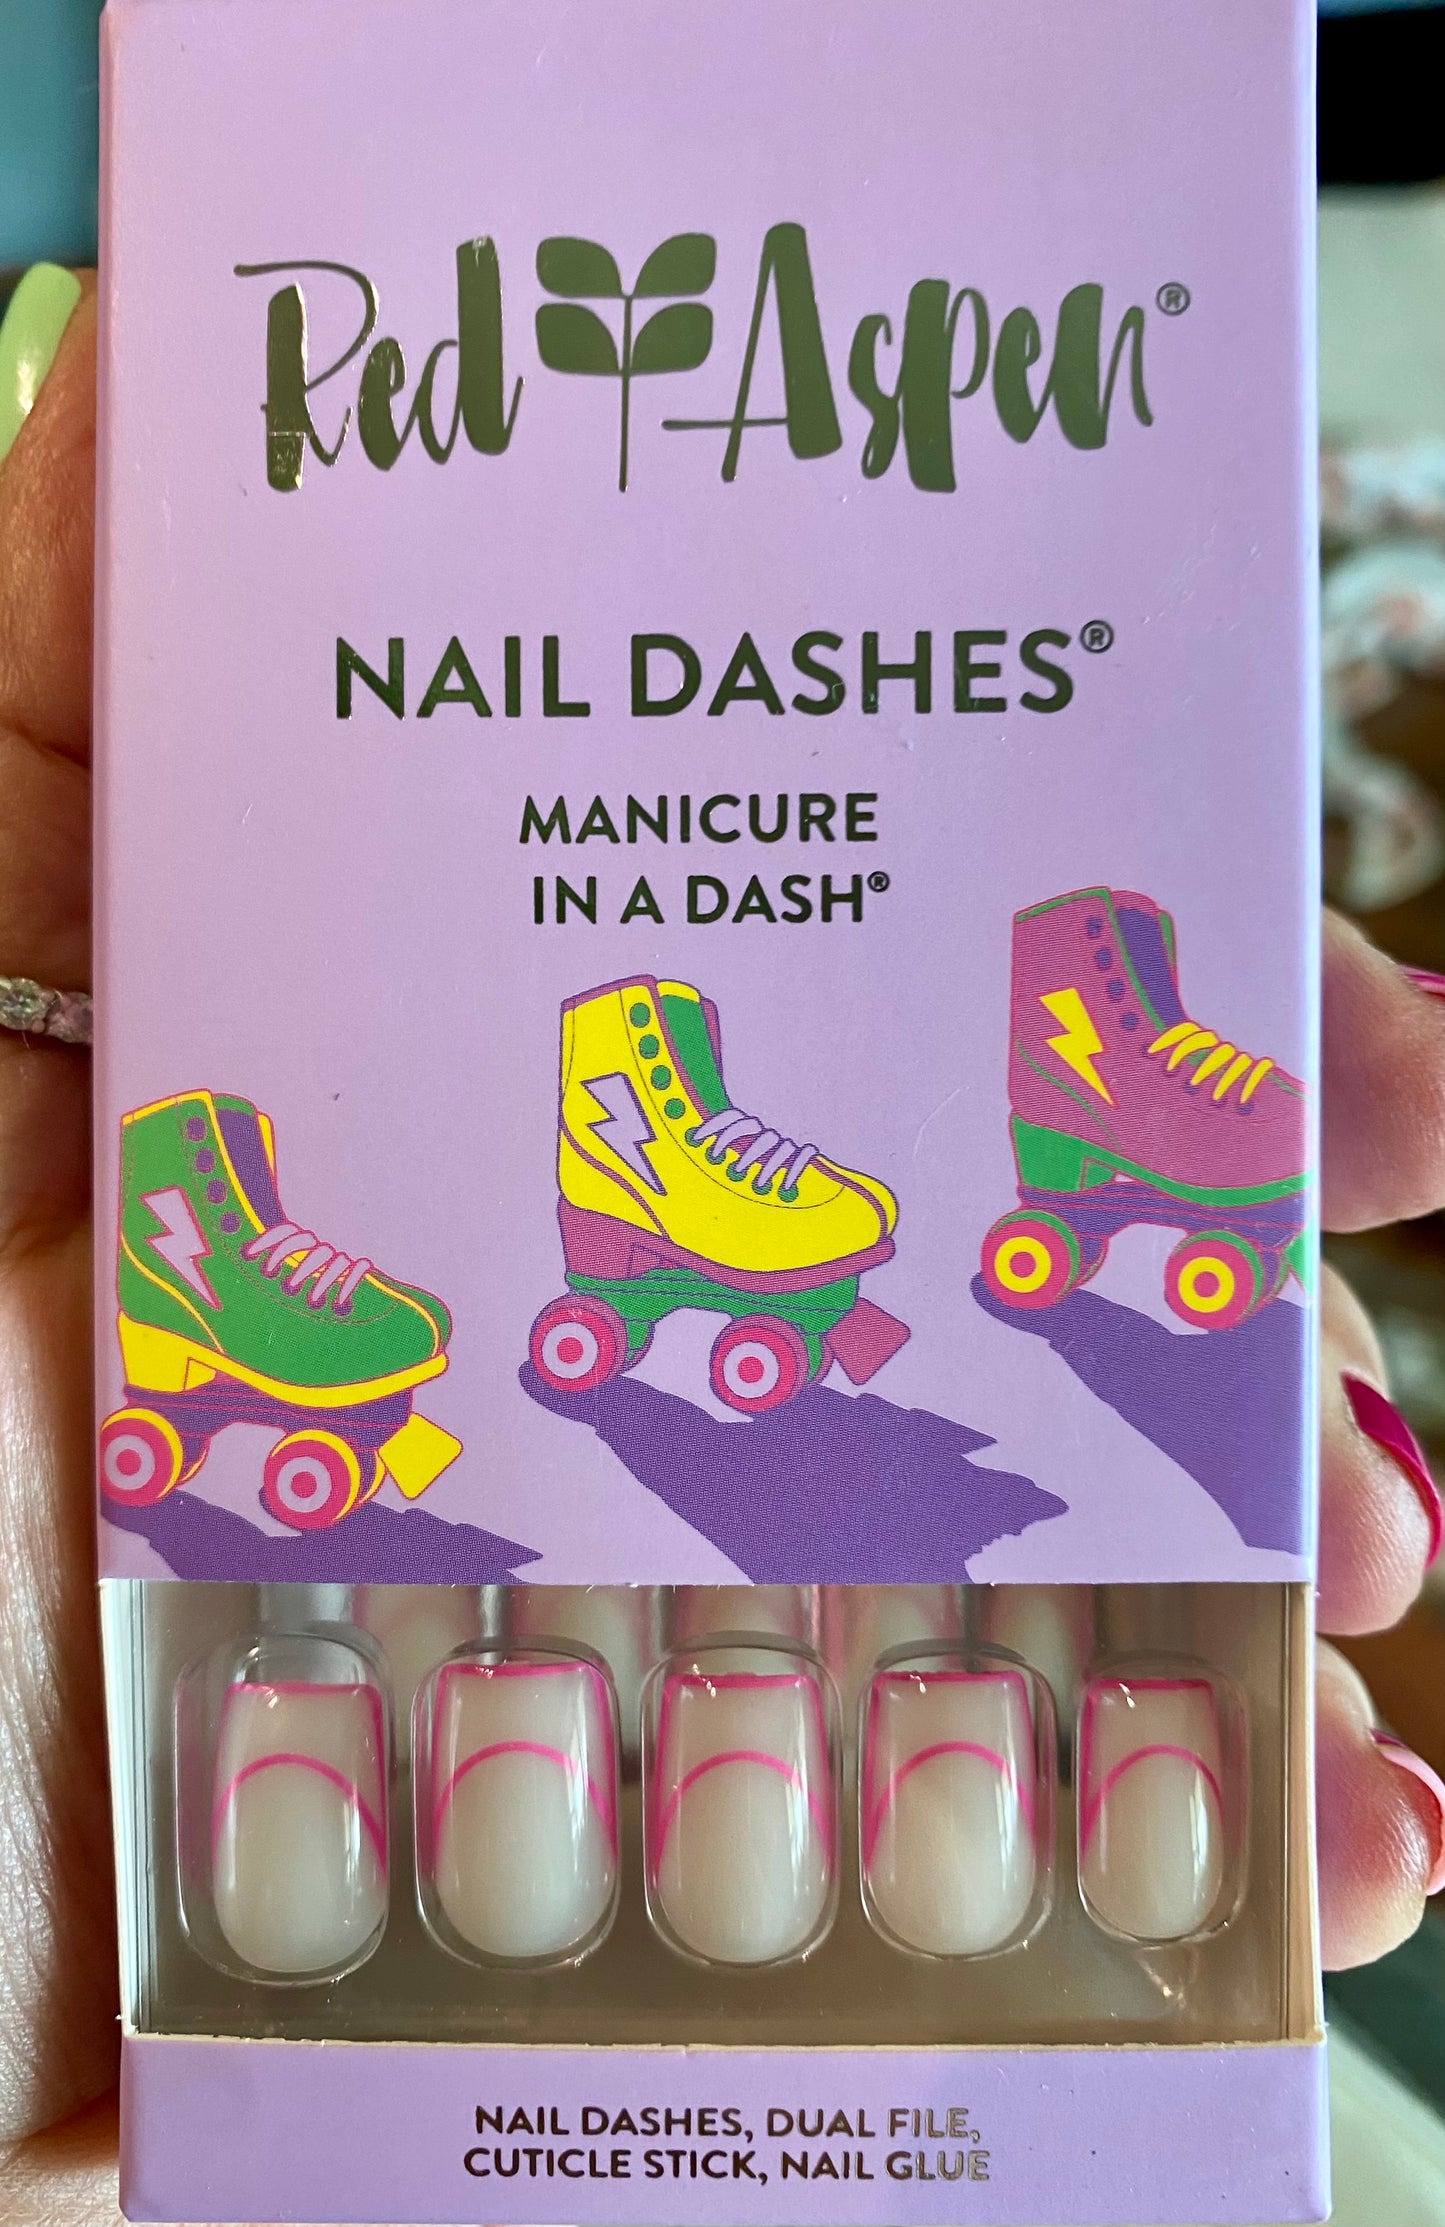 Red Aspen®
NAIL DASHES®
MANICURE
IN A DASH®
NAIL DASHES, DUAL FILE,
CUTICLE STICK, NAIL GLUE